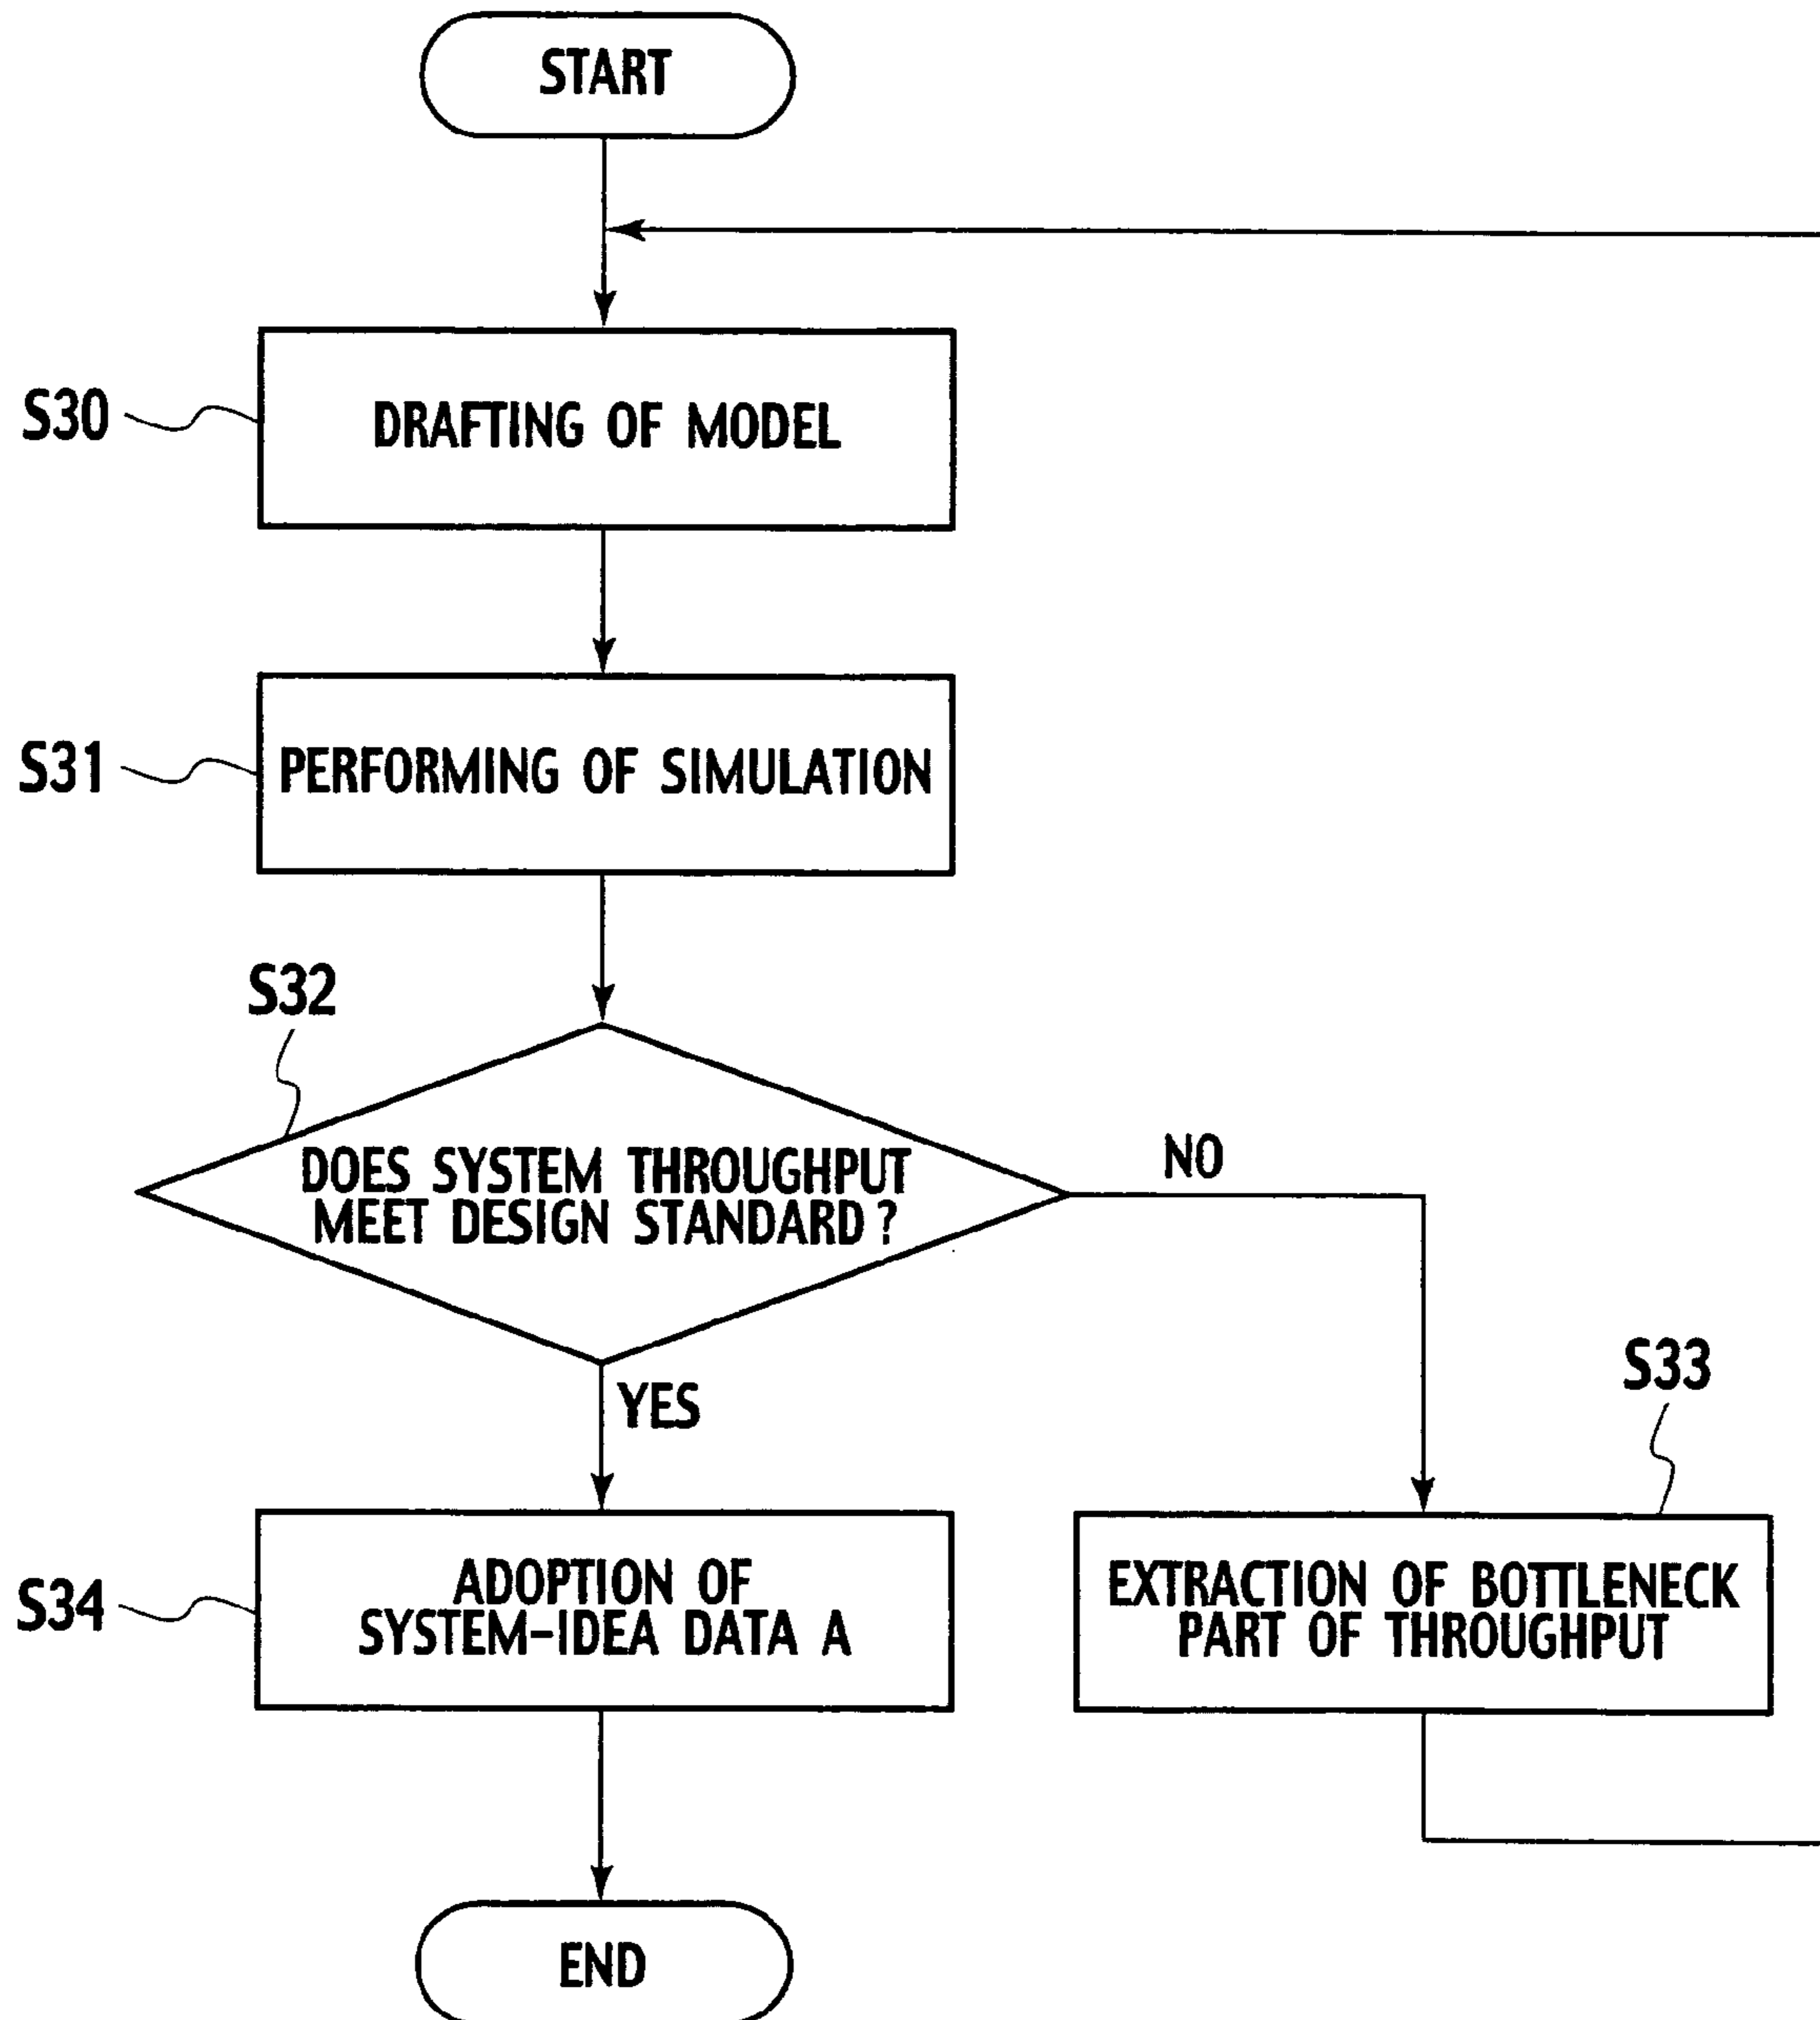 START
S30
DRAFTING OF MODEL
S31
PERFORMING OF SIMULATION
S32
DOES SYSTEM THROUGHPUT
MEET DESIGN STANDARD?
NO
YES
S33
S34
ADOPTION OF
SYSTEM-IDEA DATA A
EXTRACTION OF BOTTLENECK
PART OF THROUGHPUT
END